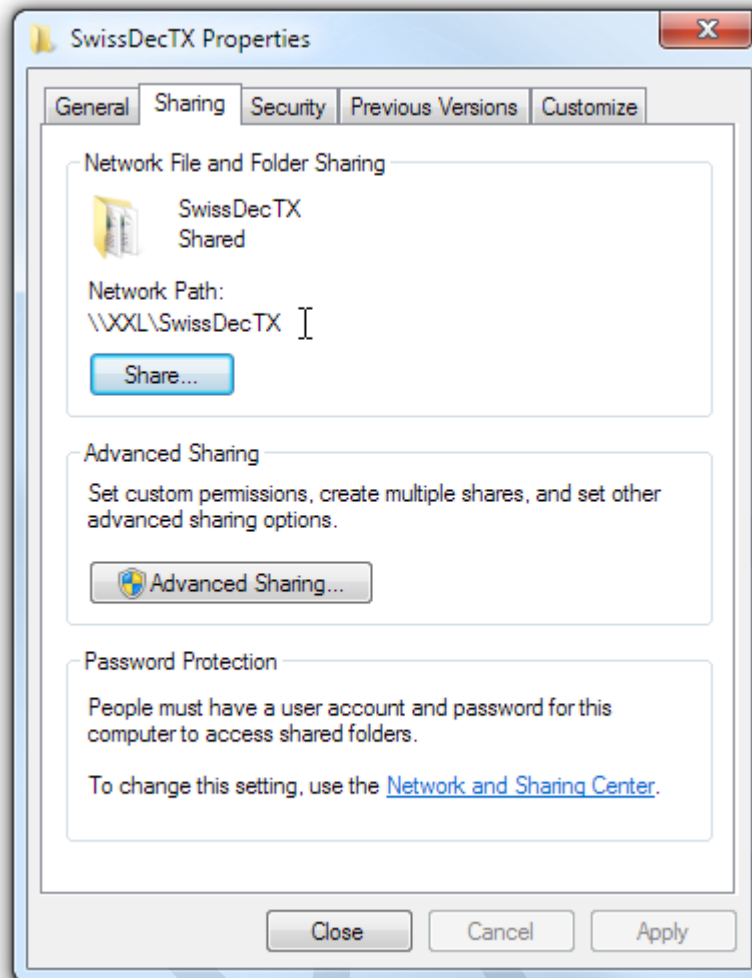 SwissDecTX Properties
General Sharing Security Previous Versions Customize
Network File and Folder Sharing
SwissDecTX
Shared
Network Path:
\\XXL\SwissDecTX
Share...
Advanced Sharing
Set custom permissions, create multiple shares, and set other
advanced sharing options.
Advanced Sharing...
Password Protection
People must have a user account and password for this
computer to access shared folders.
To change this setting, use the Network and Sharing Center.
Close Cancel Apply